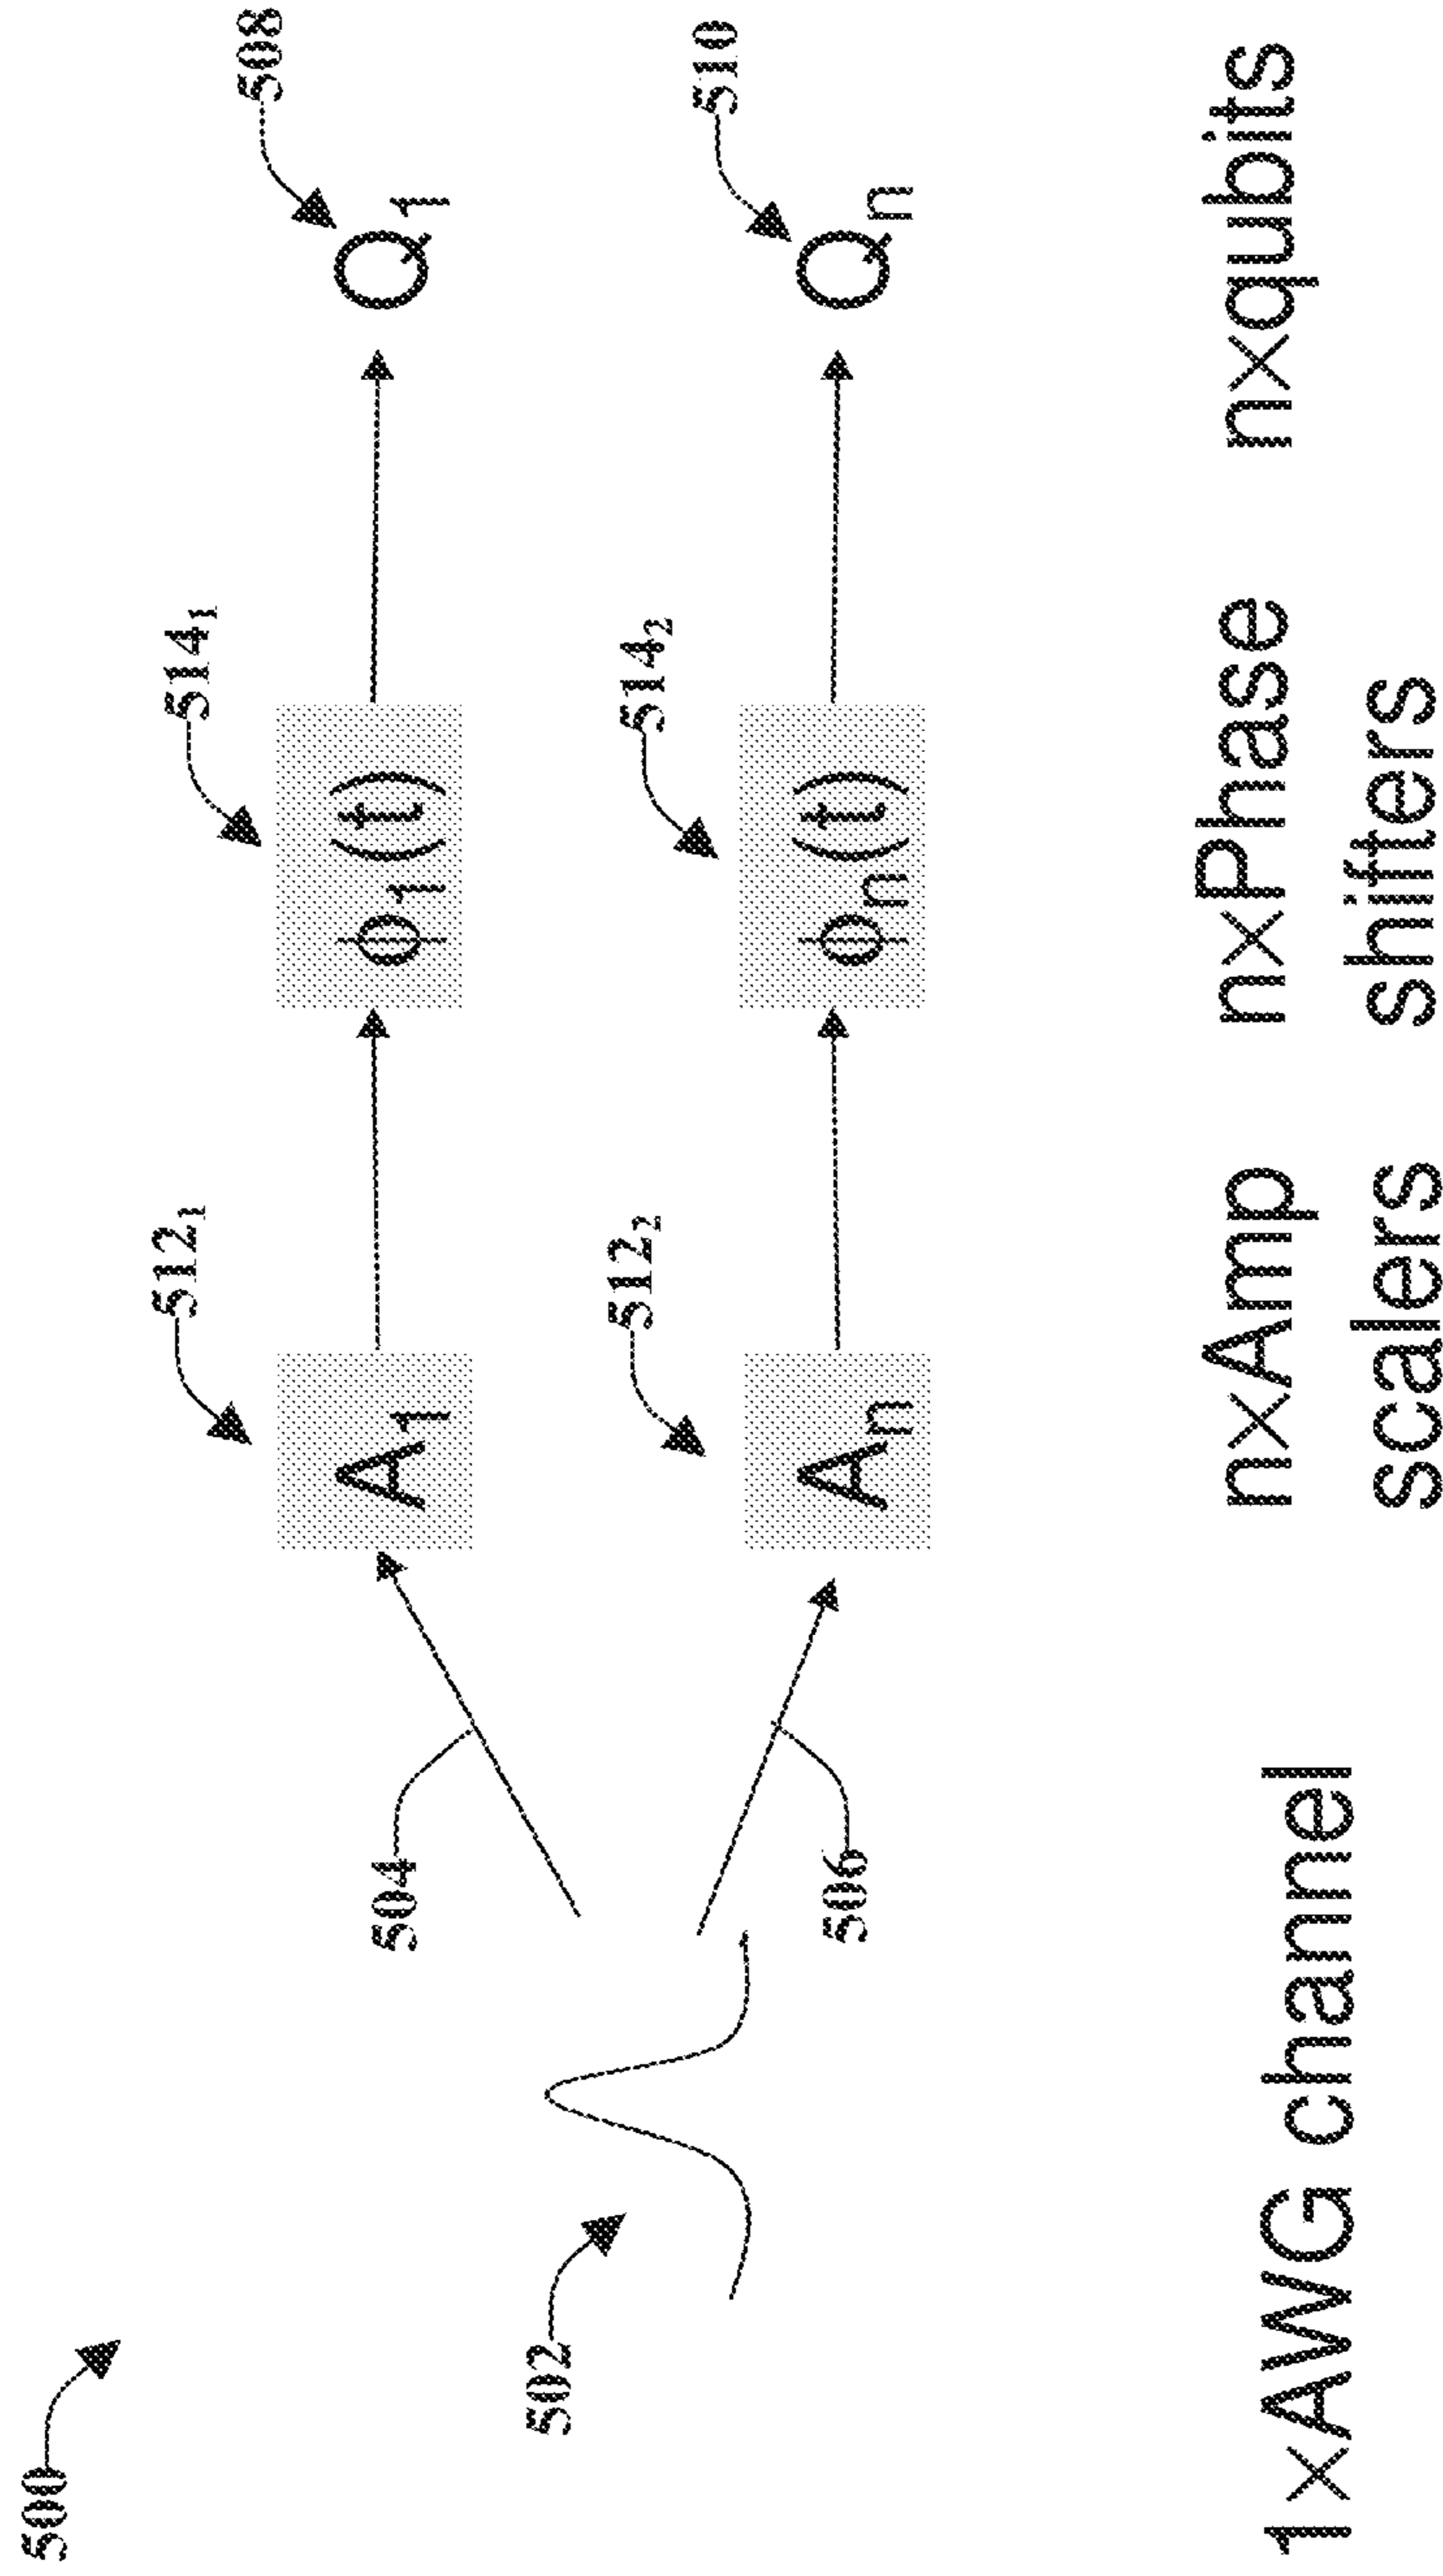 500
502
504
506
512₁
A₁
514₁
ϕ₁(t)
508
Q₁
512₂
Aₙ
514₂
ϕₙ(t)
510
Qₙ
1×AWG channel
n×Amp
scalers
n×Phase
shifters
n×qubits